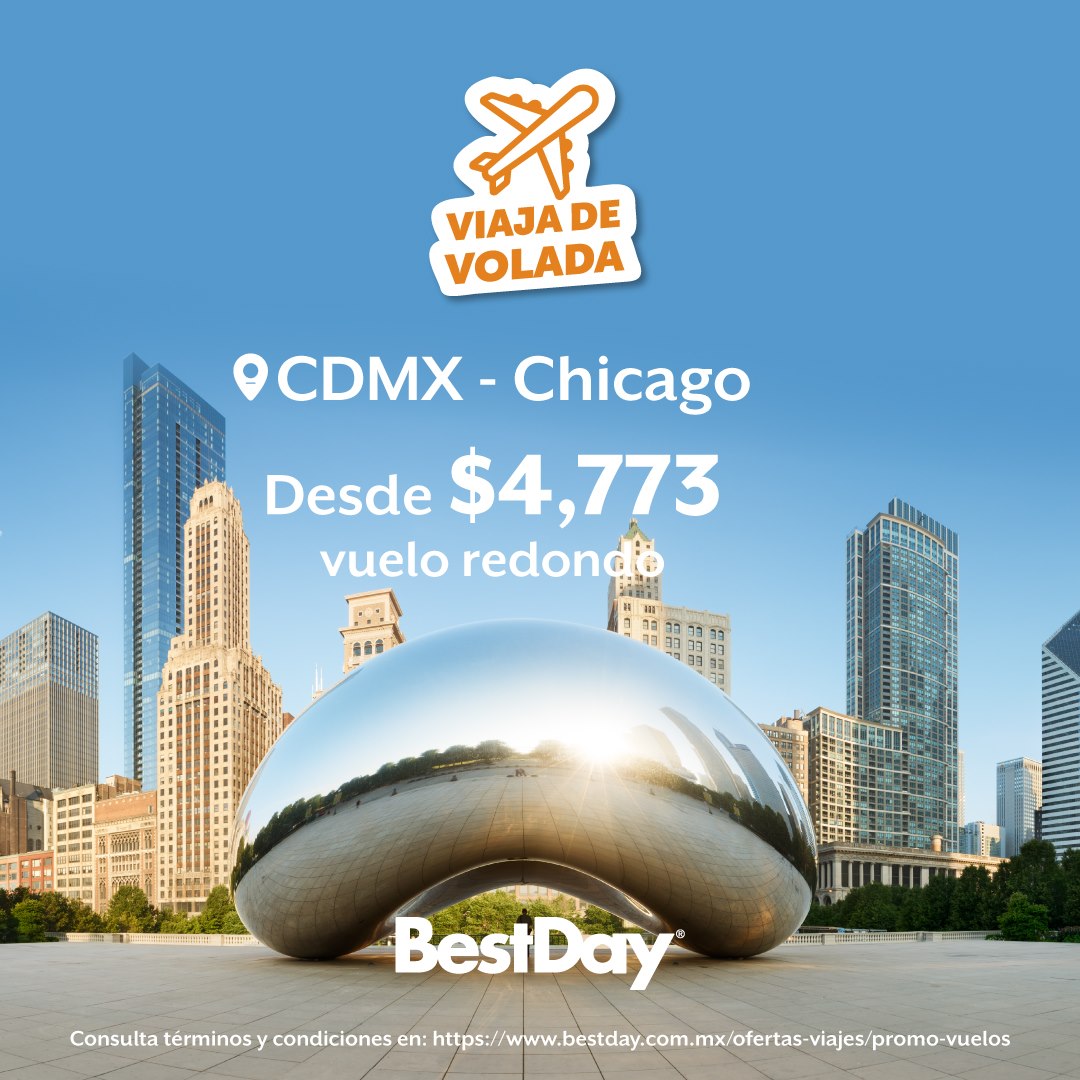 VIAJA DE
VOLADA
CDMX - Chicago
Desde $4,773
vuelo redondo
BestDay®
Consulta términos y condiciones en: https://www.bestday.com.mx/ofertas-viajes/promo-vuelos